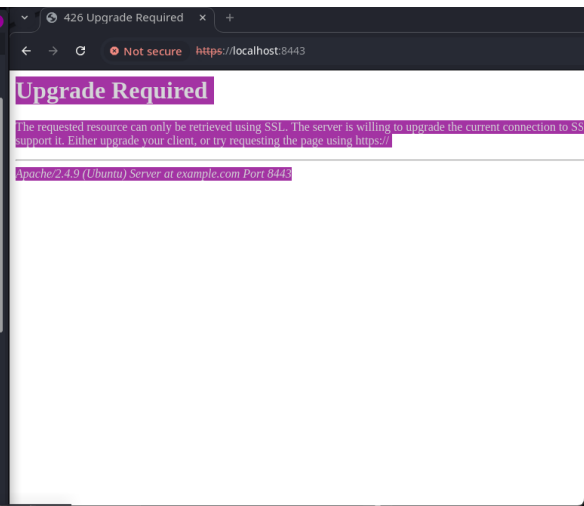 426 Upgrade Required
Not secure https://localhost:8443
Upgrade Required
The requested resource can only be retrieved using SSL. The server is willing to upgrade the current connection to SS
support it. Either upgrade your client, or try requesting the page using https://
Apache/2.4.9 (Ubuntu) Server at example.com Port 8443